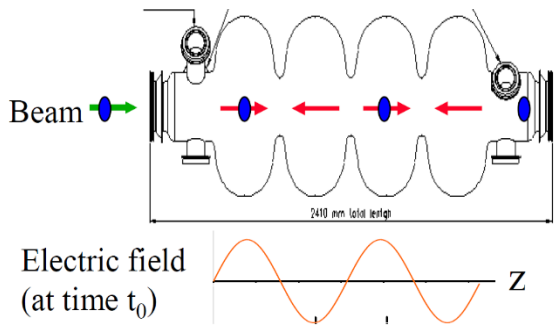 Beam
2410 mm total length
Electric field
(at time t₀)
z